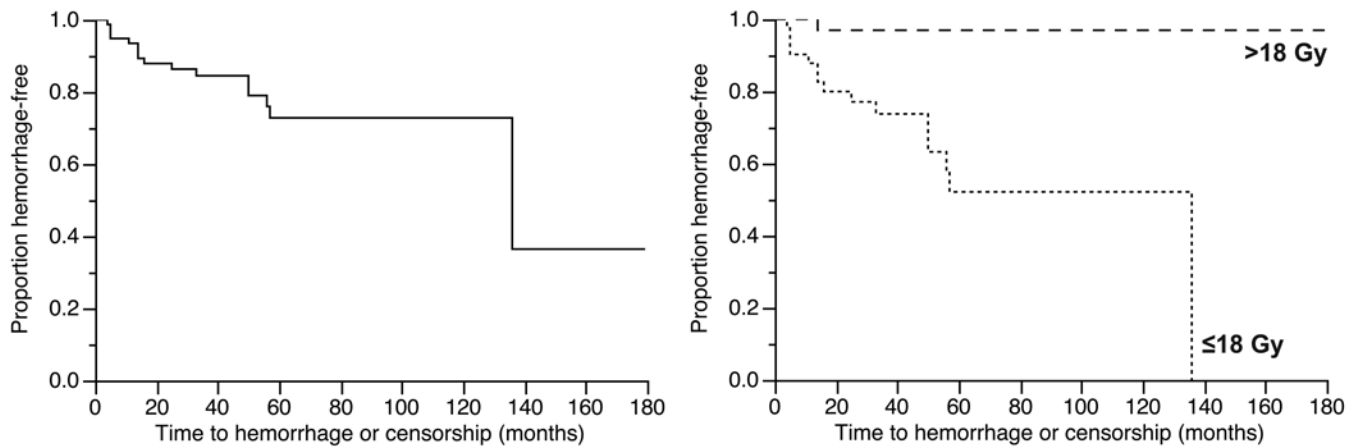 Proportion hemorrhage-free
1.0
0.8
0.6
0.4
0.2
0.0
0 20 40 60 80 100 120 140 160 180
Time to hemorrhage or censorship (months)
Proportion hemorrhage-free
1.0
0.8
0.6
0.4
0.2
0.0
>18 Gy
≤18 Gy
0 20 40 60 80 100 120 140 160 180
Time to hemorrhage or censorship (months)